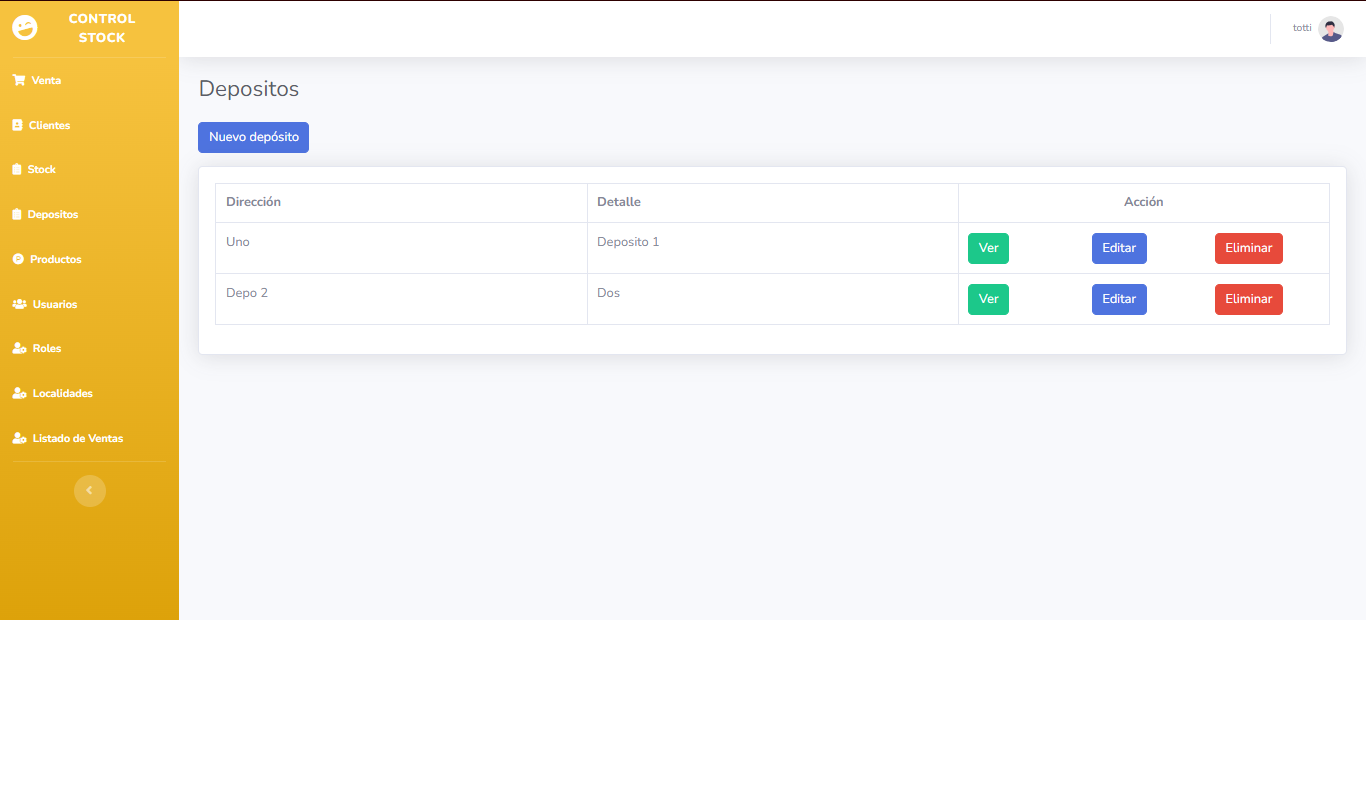 CONTROL
STOCK
totti
Venta
Clientes
Stock
Depositos
Productos
Usuarios
Roles
Localidades
Listado de Ventas
Depositos
Nuevo depósito
Dirección Detalle Acción
Uno Deposito 1 Ver Editar Eliminar
Depo 2 Dos Ver Editar Eliminar